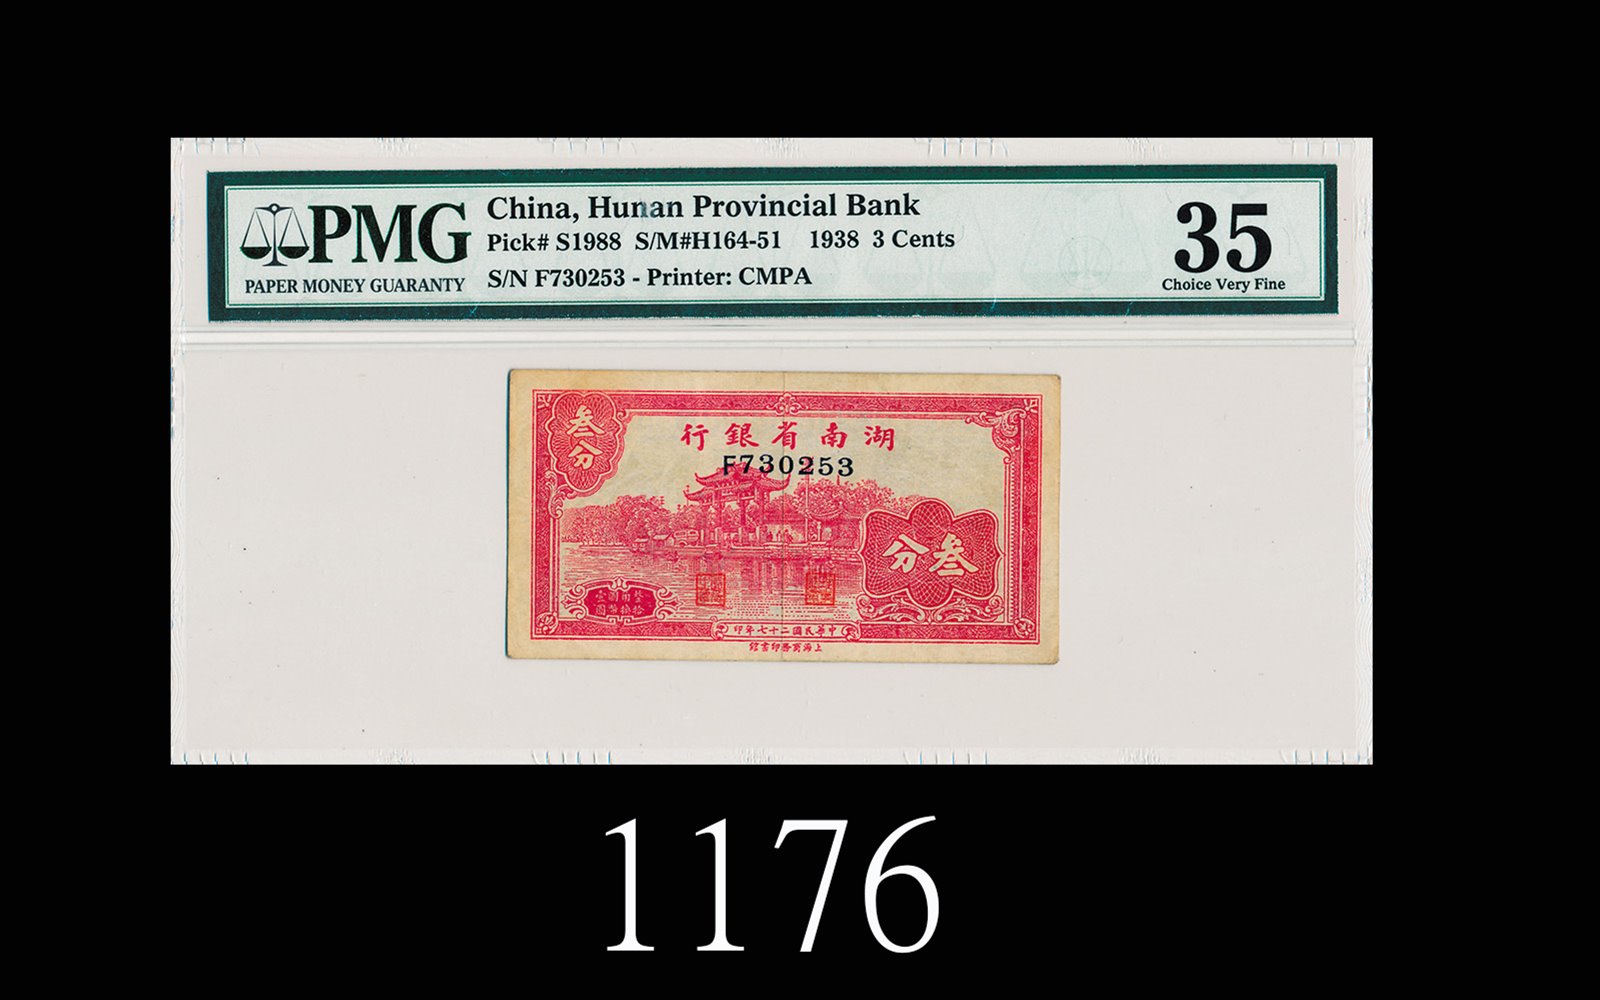 PMG
PAPER MONEY GUARANTY
China, Hunan Provincial Bank
Pick# S1988 S/M#H164-51 1938 3 Cents
S/N F730253 - Printer: CMPA
35
Choice Very Fine
叁分
行銀省南湖
F730253
分叁
印年七十二國民華中
館書印務商海上
1176